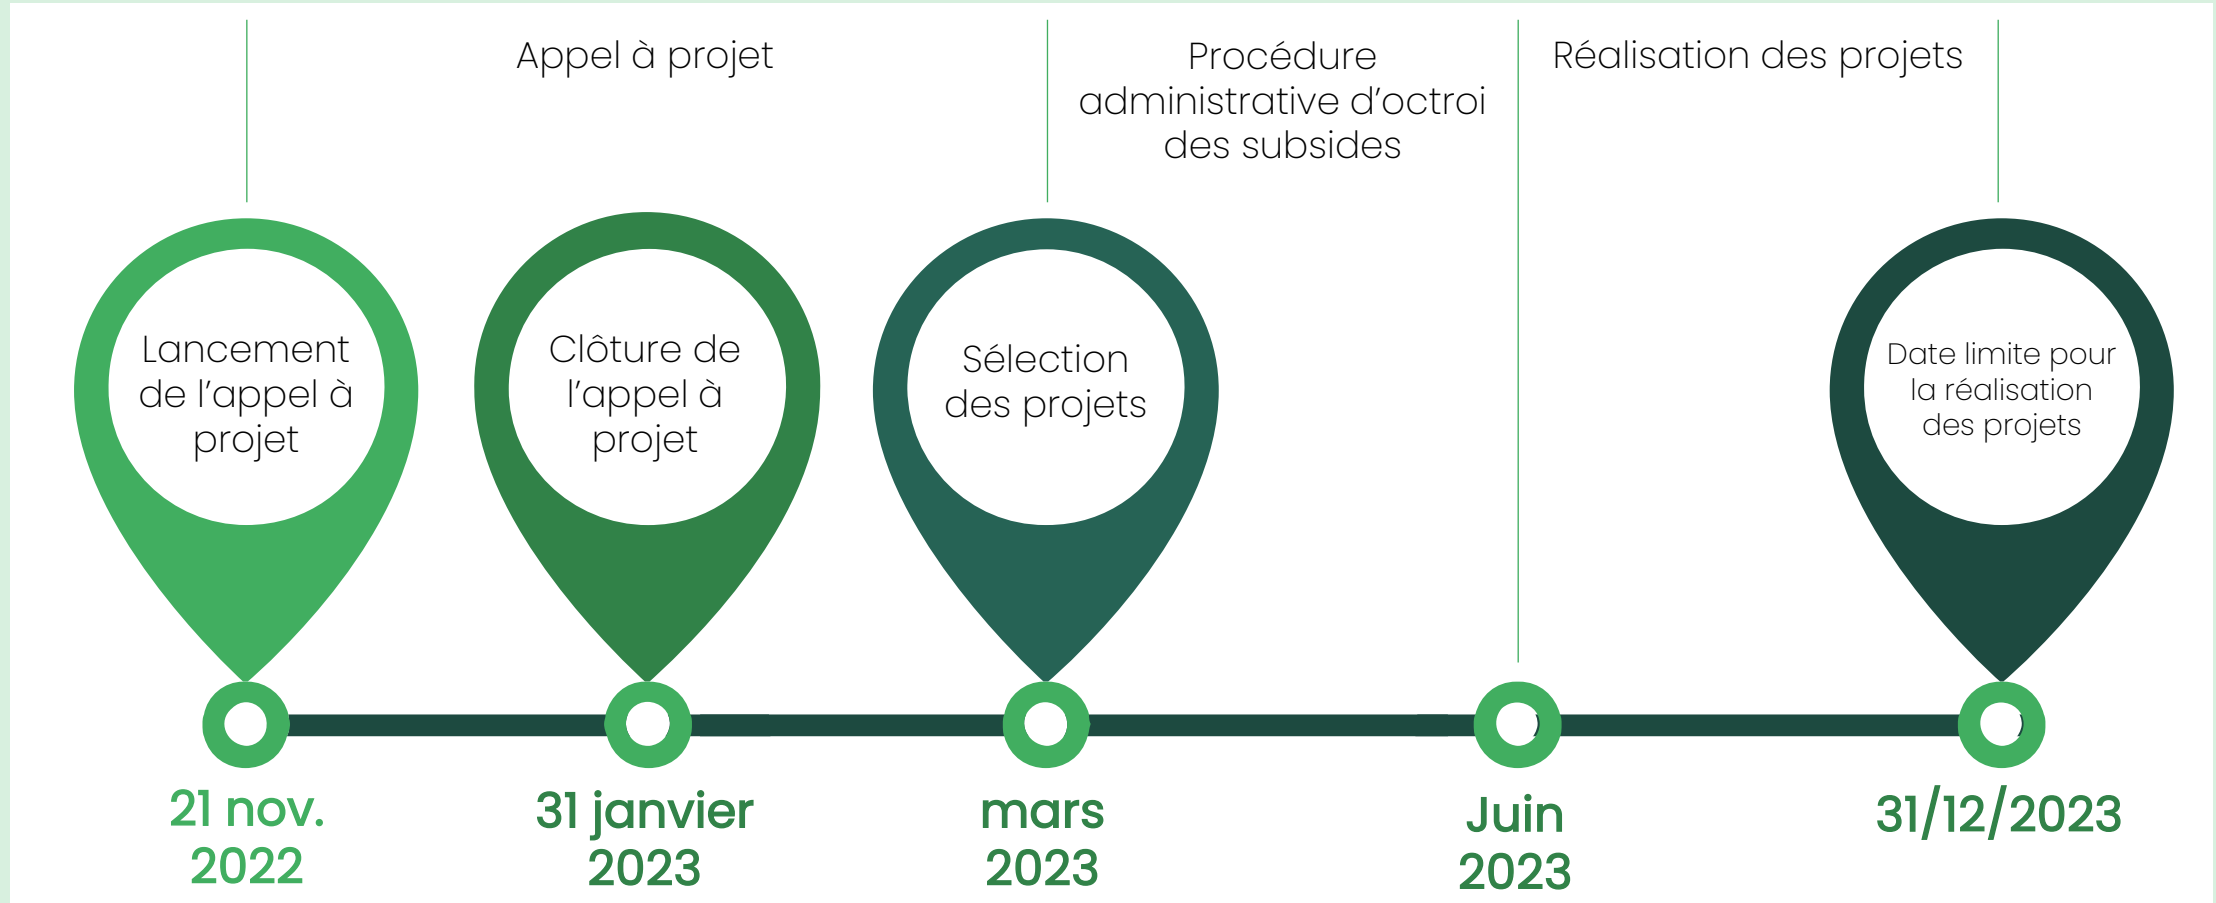 Appel à projet
Procédure
administrative d’octroi
des subsides
Réalisation des projets
Lancement
de l’appel à
projet
Clôture de
l’appel à
projet
Sélection
des projets
Date limite pour
la réalisation
des projets
21 nov.
2022
31 janvier
2023
mars
2023
Juin
2023
31/12/2023